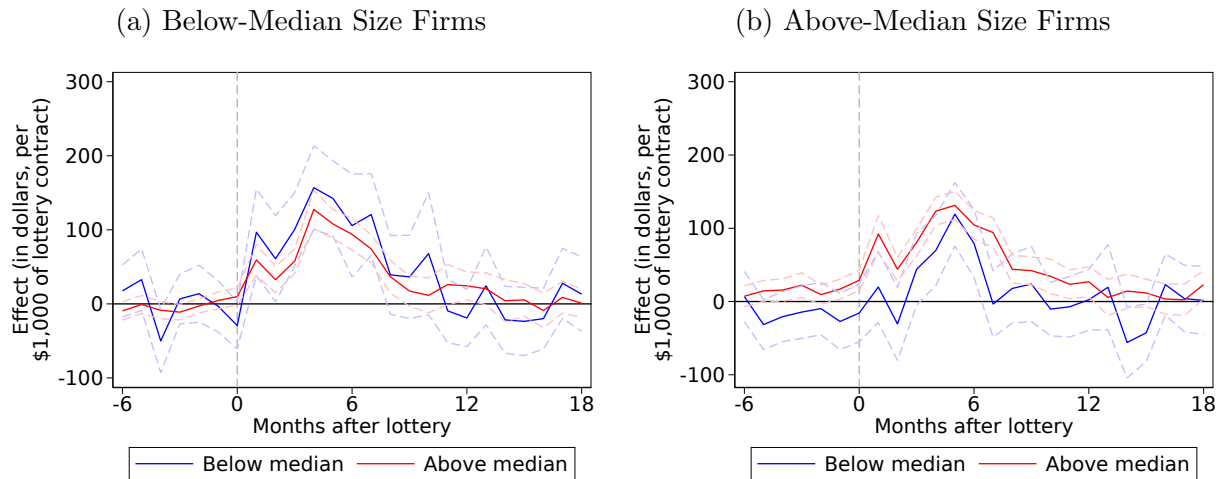 (a) Below-Median Size Firms
Effect (in dollars, per
$1,000 of lottery contract)
300
200
100
0
-100
-6
0
6
12
18
Months after lottery
Below median
Above median
(b) Above-Median Size Firms
Effect (in dollars, per
$1,000 of lottery contract)
300
200
100
0
-100
-6
0
6
12
18
Months after lottery
Below median
Above median